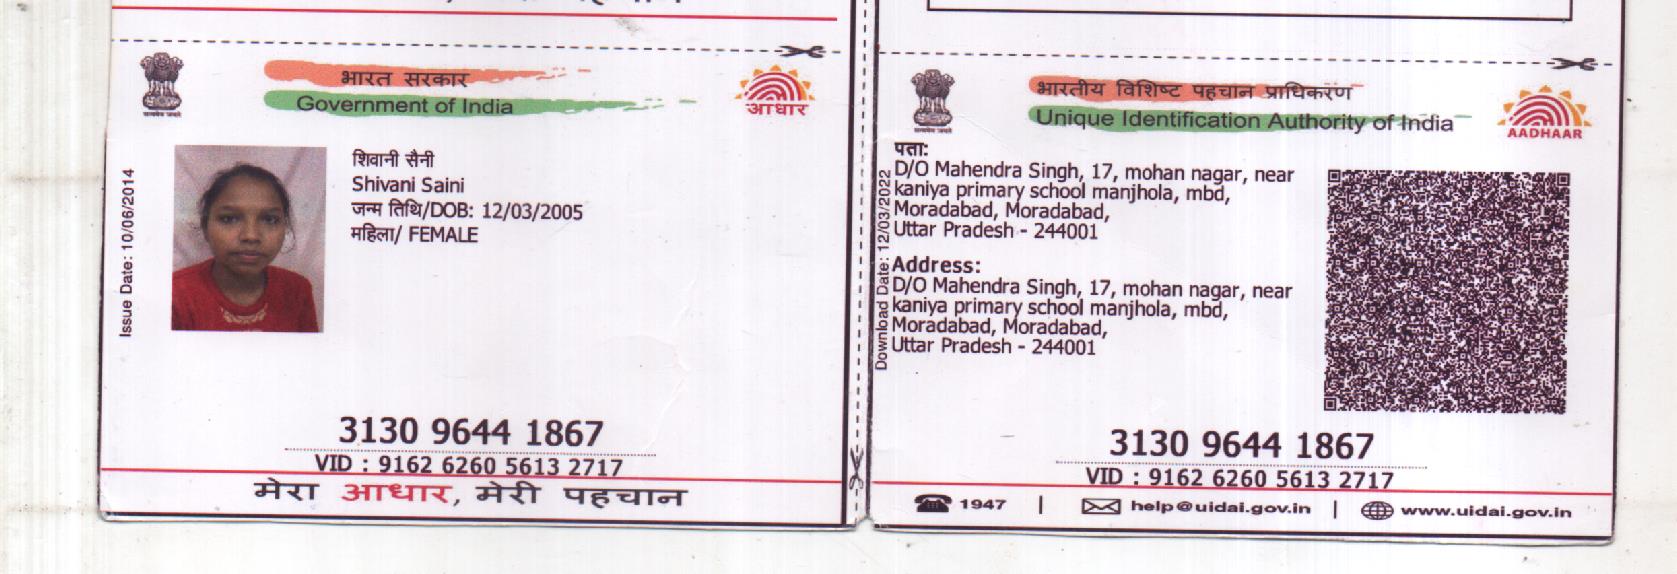 भारत सरकार
Government of India
आधार
Issue Date: 10/06/2014
शिवानी सैनी
Shivani Saini
जन्म तिथि/DOB: 12/03/2005
महिला/ FEMALE
3130 9644 1867
VID : 9162 6260 5613 2717
मेरा आधार, मेरी पहचान
भारतीय विशिष्ट पहचान प्राधिकरण
Unique Identification Authority of India
AADHAAR
Download Date: 12/03/2022
पता:
D/O Mahendra Singh, 17, mohan nagar, near
kaniya primary school manjhola, mbd,
Moradabad, Moradabad,
Uttar Pradesh - 244001
Address:
D/O Mahendra Singh, 17, mohan nagar, near
kaniya primary school manjhola, mbd,
Moradabad, Moradabad,
Uttar Pradesh - 244001
3130 9644 1867
VID : 9162 6260 5613 2717
1947 | help@uidai.gov.in | www.uidai.gov.in